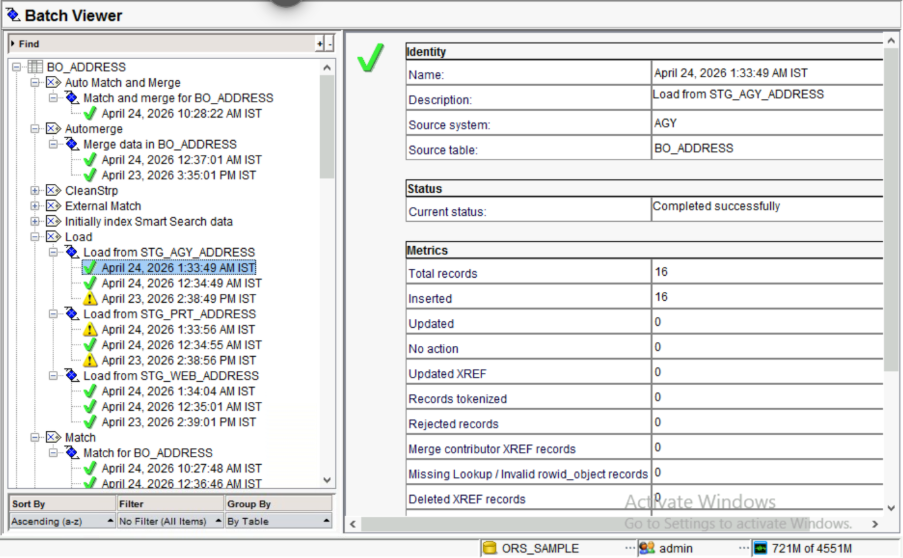 Batch Viewer
Find
+ -
BO_ADDRESS
Auto Match and Merge
Match and merge for BO_ADDRESS
April 24, 2026 10:28:22 AM IST
Automerge
Merge data in BO_ADDRESS
April 24, 2026 12:37:01 AM IST
April 23, 2026 3:35:01 PM IST
CleanStrp
External Match
Initially index Smart Search data
Load
Load from STG_AGY_ADDRESS
April 24, 2026 1:33:49 AM IST
April 24, 2026 12:34:49 AM IST
April 23, 2026 2:38:49 PM IST
Load from STG_PRT_ADDRESS
April 24, 2026 1:33:56 AM IST
April 24, 2026 12:34:55 AM IST
April 23, 2026 2:38:56 PM IST
Load from STG_WEB_ADDRESS
April 24, 2026 1:34:04 AM IST
April 24, 2026 12:35:01 AM IST
April 23, 2026 2:39:01 PM IST
Match
Match for BO_ADDRESS
April 24, 2026 10:27:48 AM IST
April 24, 2026 12:36:46 AM IST
Sort By Filter Group By
Ascending (a-z) No Filter (All Items) By Table
Identity
Name: April 24, 2026 1:33:49 AM IST
Description: Load from STG_AGY_ADDRESS
Source system: AGY
Source table: BO_ADDRESS
Status
Current status: Completed successfully
Metrics
Total records 16
Inserted 16
Updated 0
No action 0
Updated XREF 0
Records tokenized 0
Rejected records 0
Merge contributor XREF records 0
Missing Lookup / Invalid rowid_object records 0
Deleted XREF records 0
Activate Windows
Go to Settings to activate Windows.
ORS_SAMPLE admin 721M of 4551M